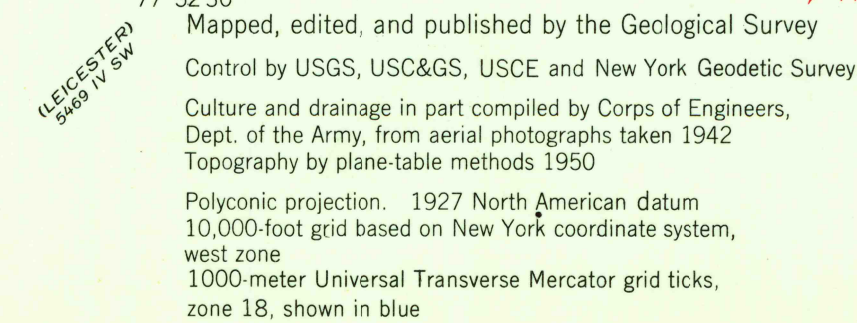 Mapped, edited, and published by the Geological Survey
(LEICESTER)
5469 IV SW
Control by USGS, USC&GS, USCE and New York Geodetic Survey
Culture and drainage in part compiled by Corps of Engineers,
Dept. of the Army, from aerial photographs taken 1942
Topography by plane-table methods 1950
Polyconic projection. 1927 North American datum
10,000-foot grid based on New York coordinate system,
west zone
1000-meter Universal Transverse Mercator grid ticks,
zone 18, shown in blue